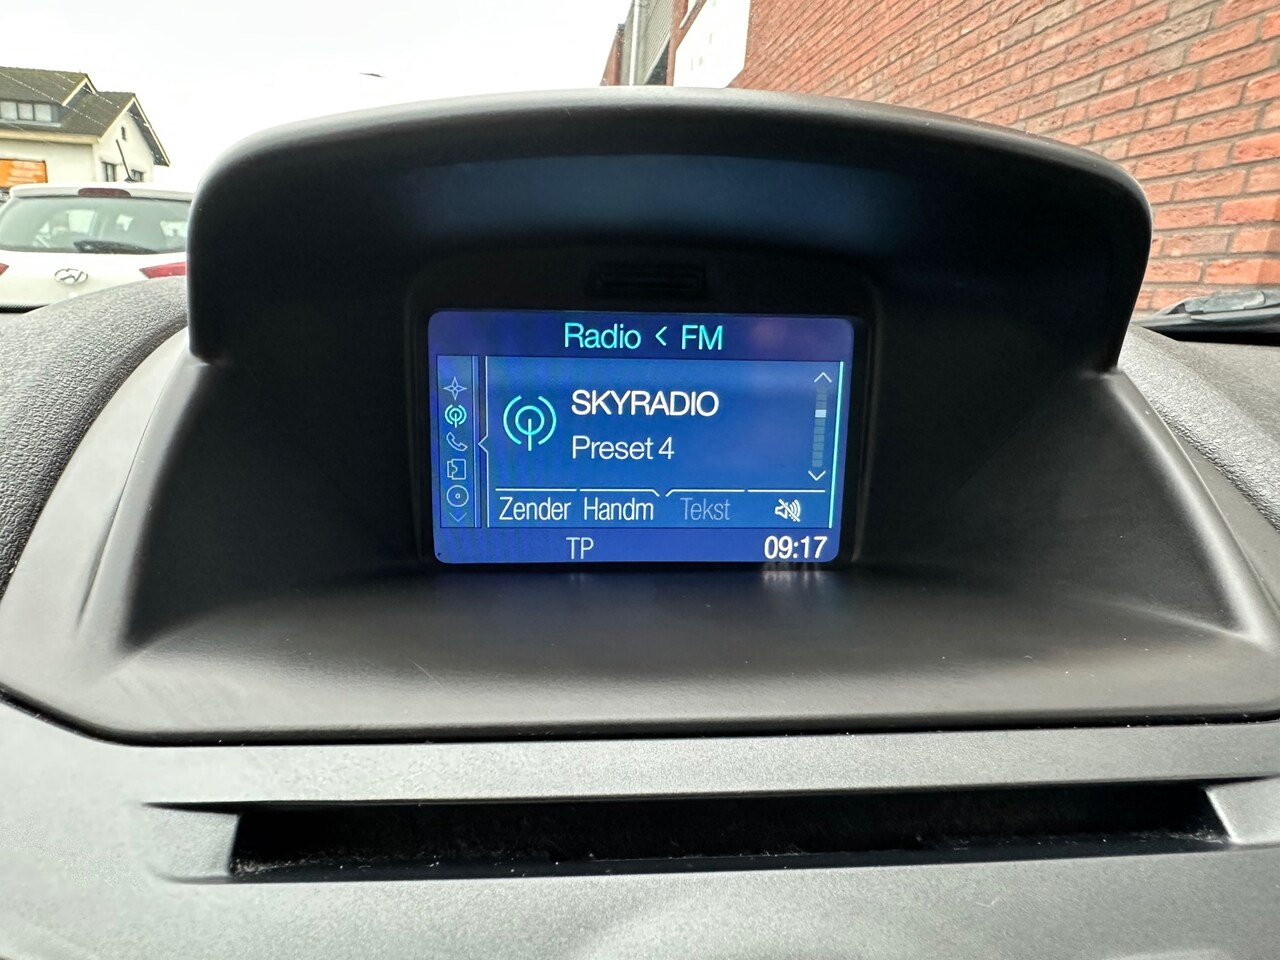 Radio < FM
SKYRADIO
Preset 4
Zender Handm Tekst
TP 09:17